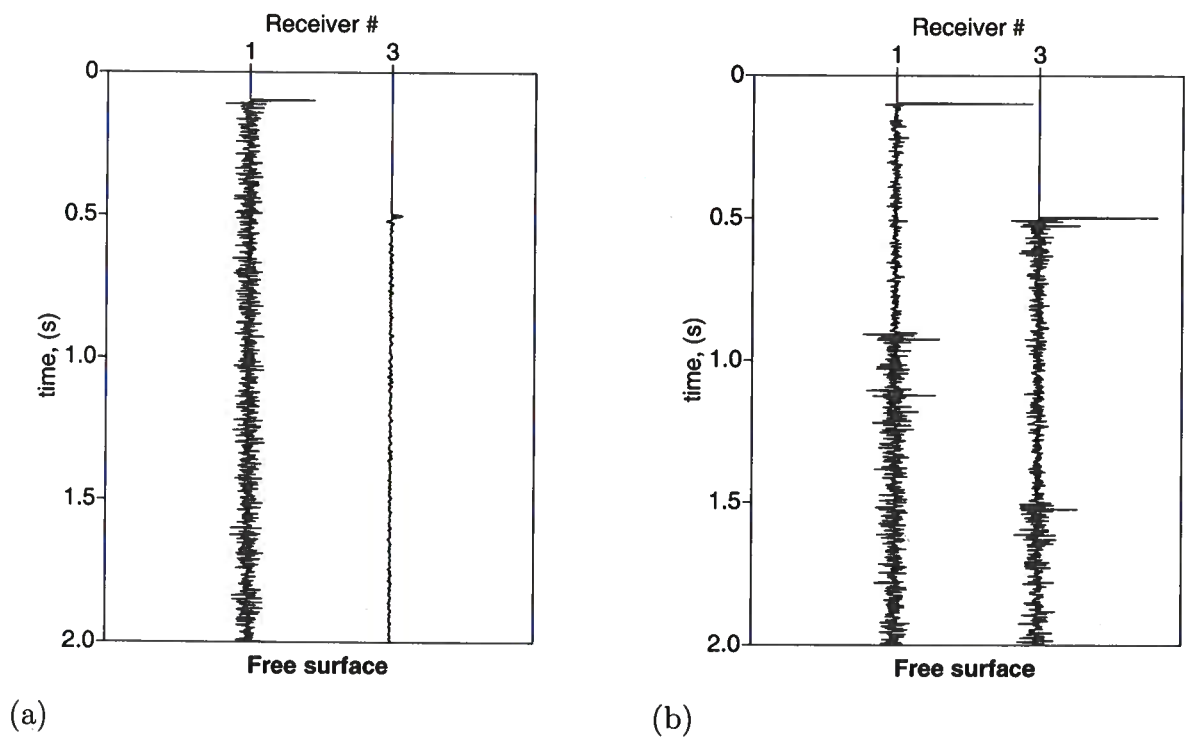 Receiver #
1 3
0
0.5
1.0
1.5
2.0
time, (s)
Free surface
(a)
Receiver #
1 3
0
0.5
1.0
1.5
2.0
time, (s)
Free surface
(b)